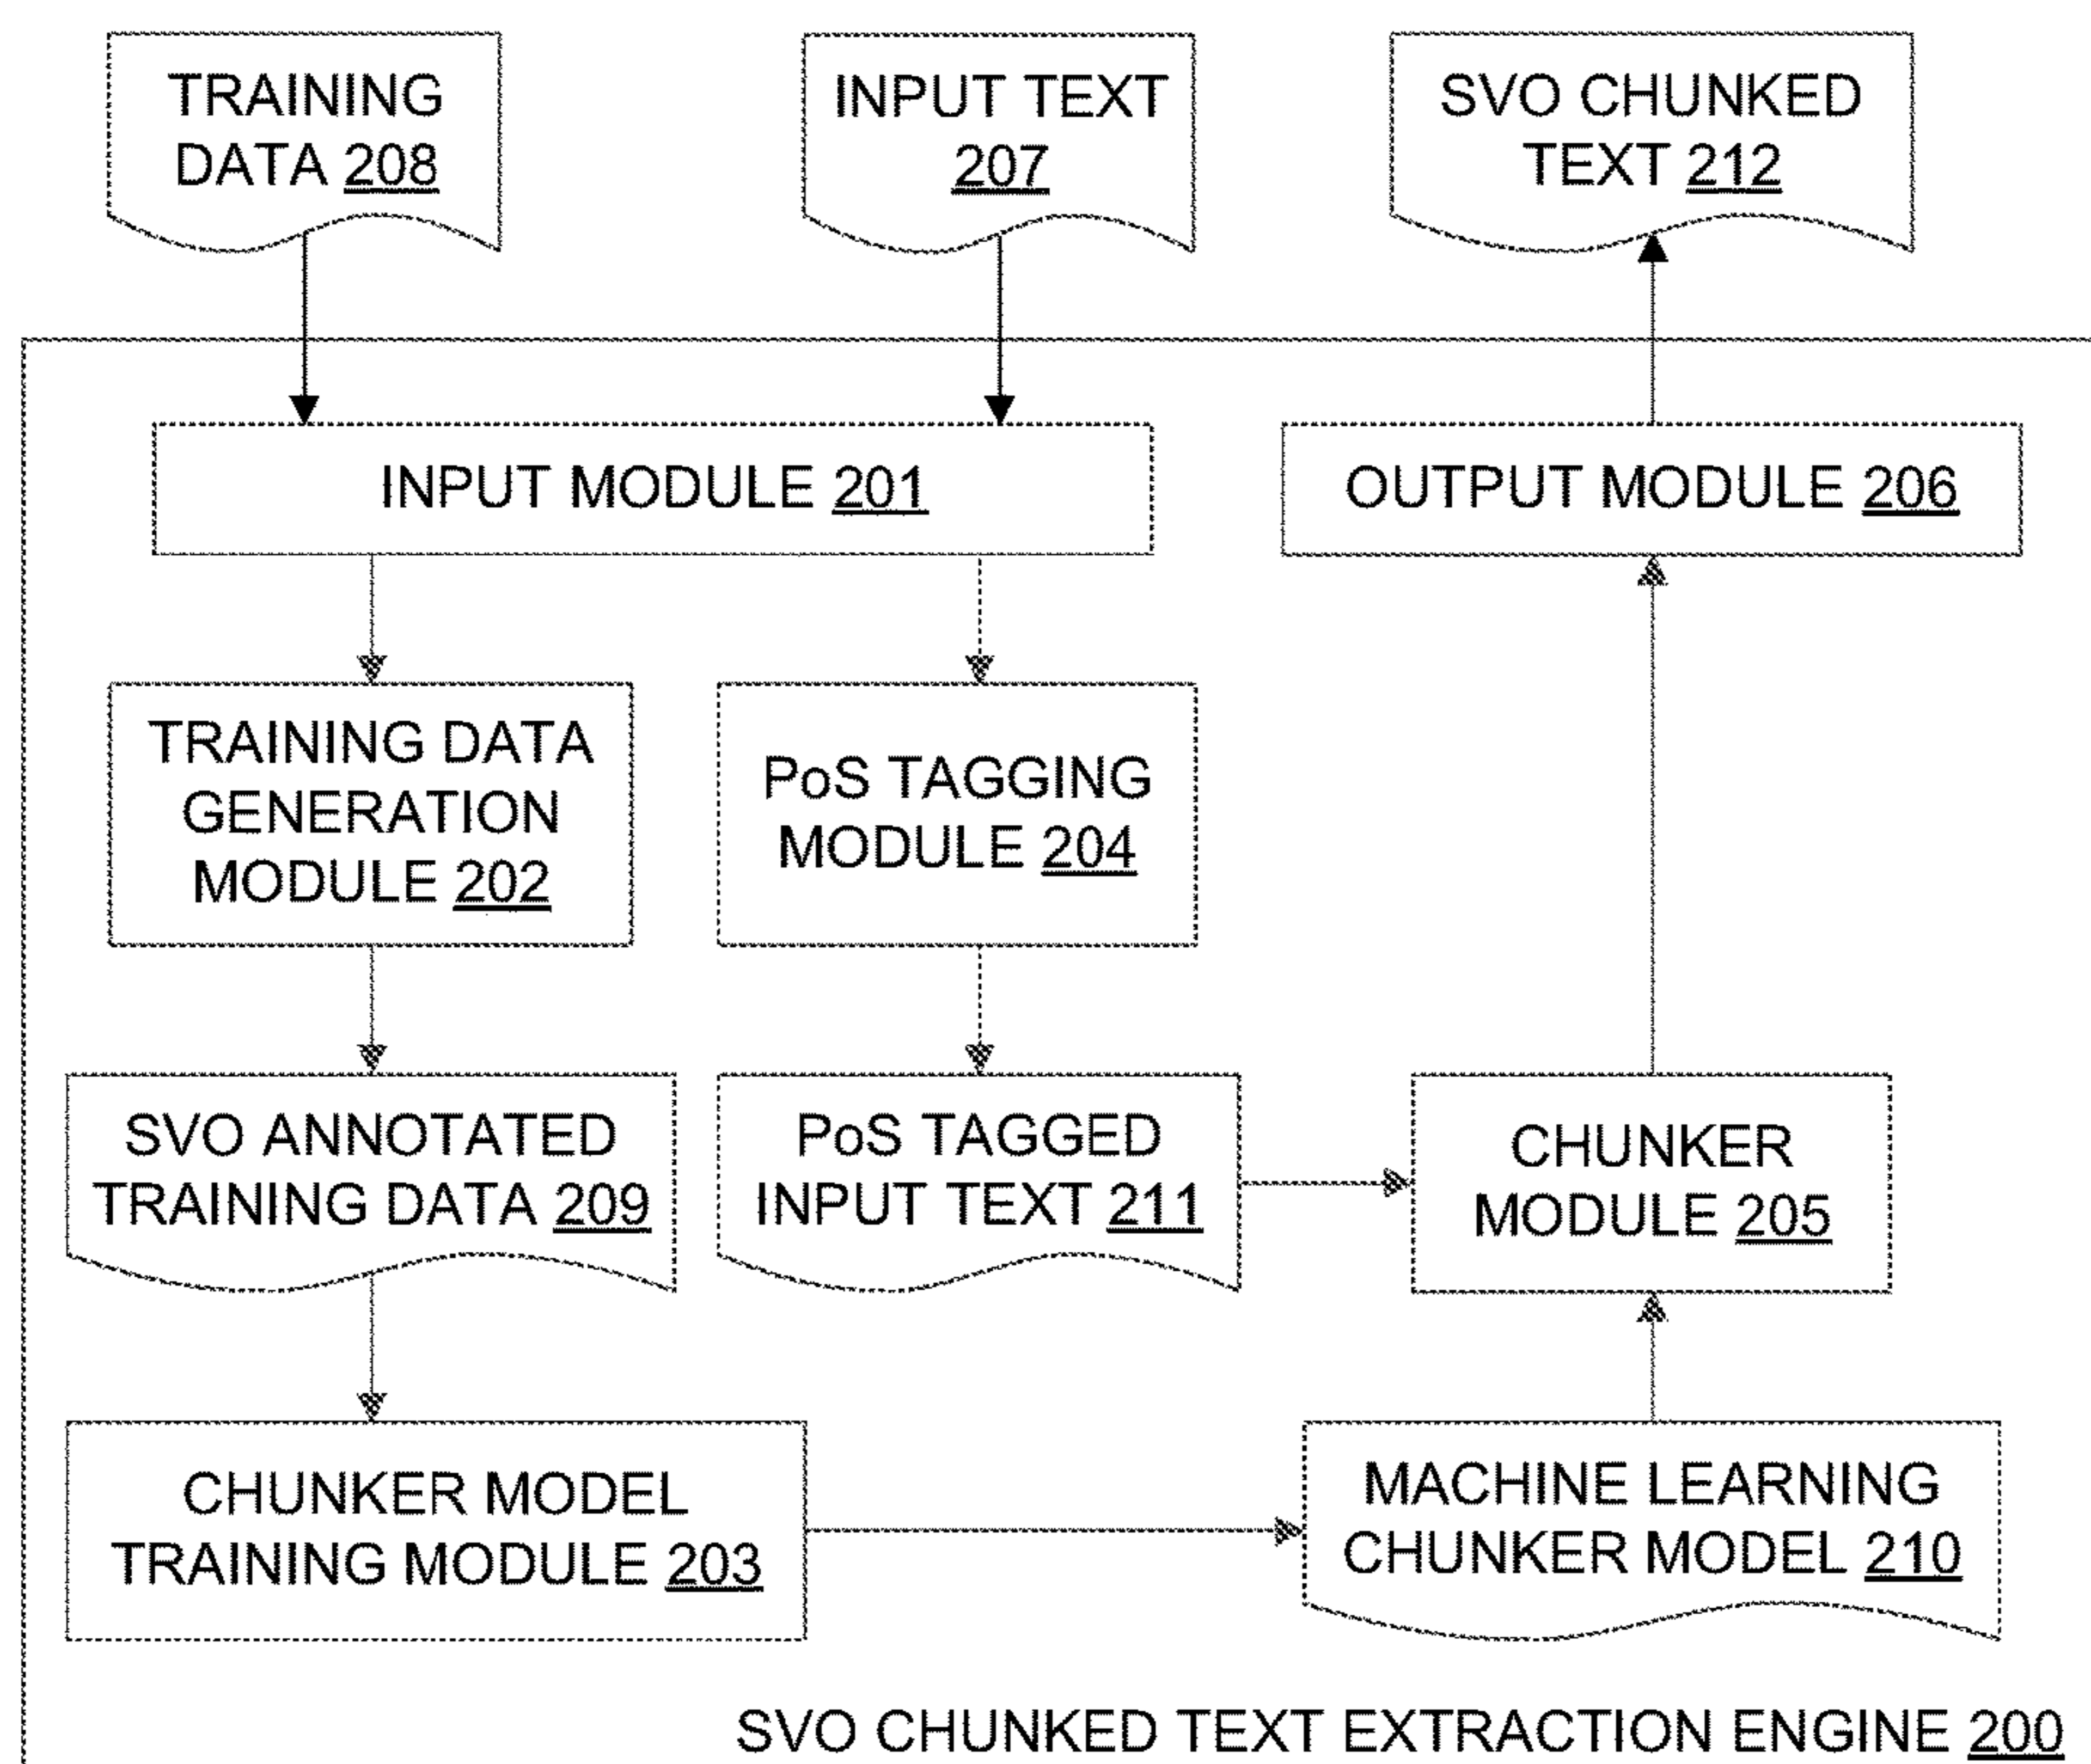 TRAINING
DATA 208
INPUT TEXT
207
SVO CHUNKED
TEXT 212
INPUT MODULE 201
OUTPUT MODULE 206
TRAINING DATA
GENERATION
MODULE 202
PoS TAGGING
MODULE 204
SVO ANNOTATED
TRAINING DATA 209
PoS TAGGED
INPUT TEXT 211
CHUNKER
MODULE 205
CHUNKER MODEL
TRAINING MODULE 203
MACHINE LEARNING
CHUNKER MODEL 210
SVO CHUNKED TEXT EXTRACTION ENGINE 200